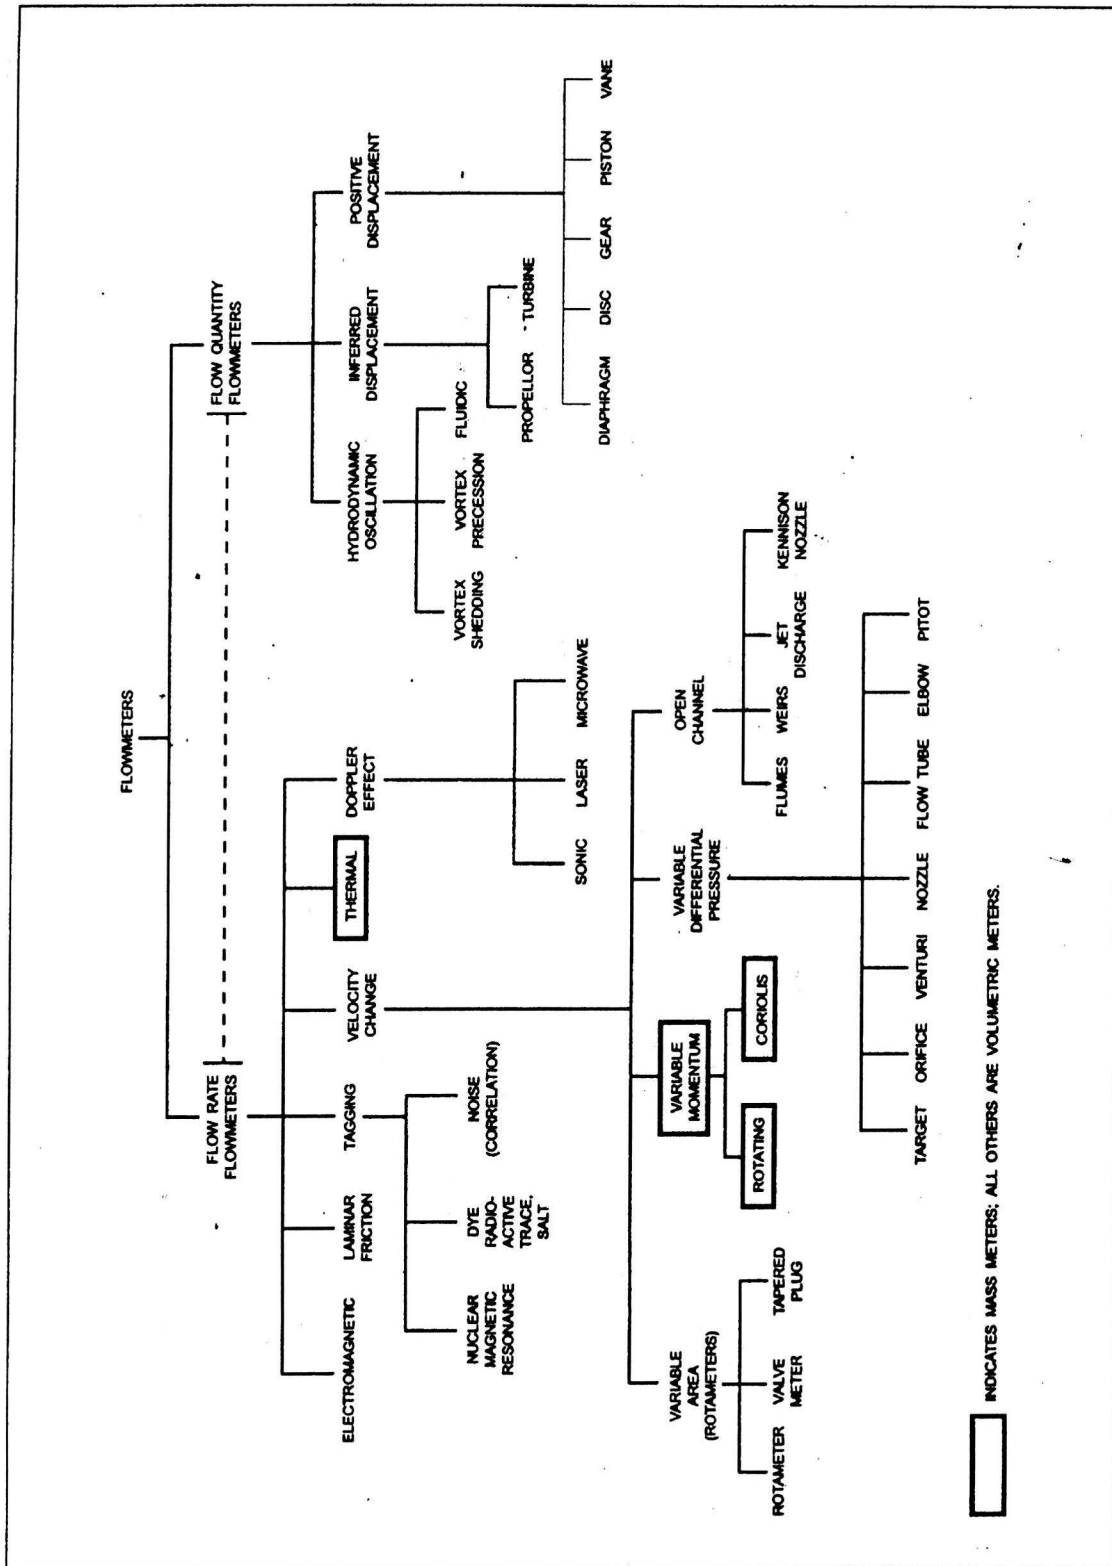 FLOWMETERS
FLOW RATE
FLOWMETERS
FLOW QUANTITY
FLOWMETERS
ELECTROMAGNETIC
LAMINAR
FRICTION
TAGGING
VELOCITY
CHANGE
THERMAL
DOPPLER
EFFECT
HYDRODYNAMIC
OSCILLATION
INFERRED
DISPLACEMENT
POSITIVE
DISPLACEMENT
NUCLEAR
MAGNETIC
RESONANCE
DYE
RADIO-
ACTIVE
TRACE,
SALT
NOISE
(CORRELATION)
VORTEX
SHEDDING
VORTEX
PRECESSION
FLUIDIC
PROPELLOR
TURBINE
SONIC
LASER
MICROWAVE
DIAPHRAGM
DISC
GEAR
PISTON
VANE
VARIABLE
AREA
(ROTAMETERS)
VARIABLE
MOMENTUM
VARIABLE
DIFFERENTIAL
PRESSURE
OPEN
CHANNEL
ROTAMETER
VALVE
METER
TAPERED
PLUG
ROTATING
CORIOLIS
FLUMES
WEIRS
JET
DISCHARGE
KENNISON
NOZZLE
TARGET
ORIFICE
VENTURI
NOZZLE
FLOW TUBE
ELBOW
PITOT
INDICATES MASS METERS; ALL OTHERS ARE VOLUMETRIC METERS.